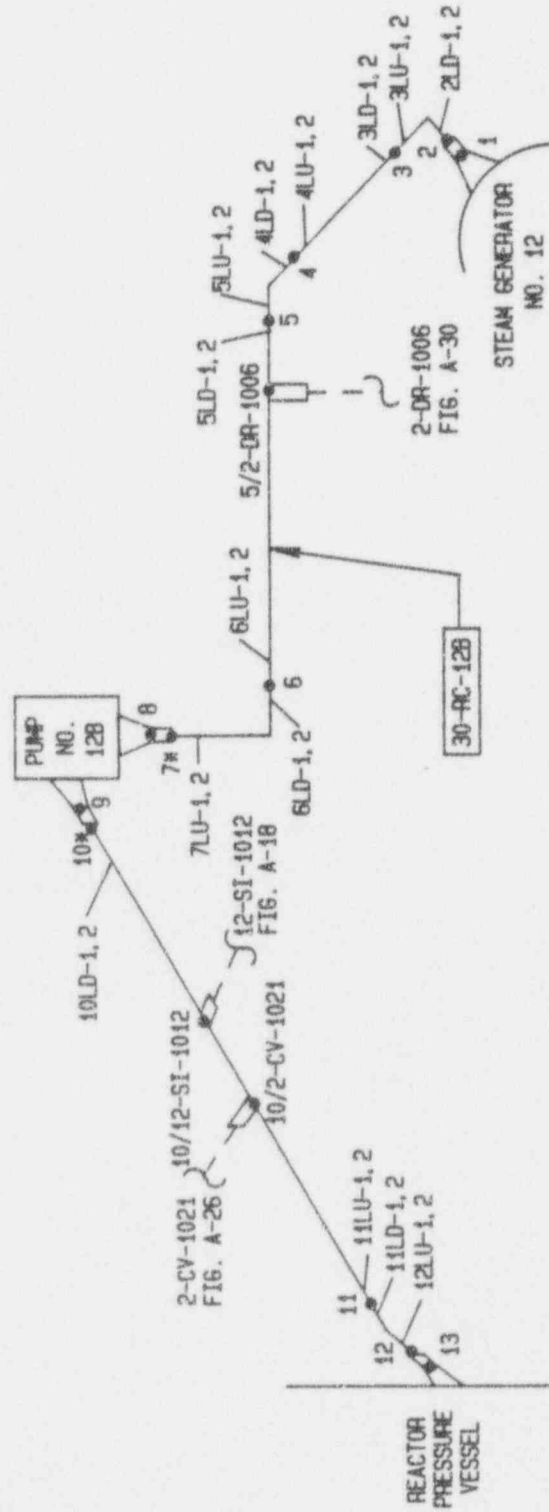 REACTOR
PRESSURE
VESSEL
13
12
12LU-1, 2
11LD-1, 2
11LU-1, 2
11
2-CV-1021
FIG. A-26
10/2-CV-1021
10/12-SI-1012
12-SI-1012
FIG. A-18
10LD-1, 2
10*
9
PUMP
NO.
12B
8
7*
7LU-1, 2
6LD-1, 2
6
6LU-1, 2
30-RC-12B
5/2-DR-1006
2-DR-1006
FIG. A-30
5LD-1, 2
5
5LU-1, 2
4LD-1, 2
4LU-1, 2
4
3LD-1, 2
3LU-1, 2
3
2LD-1, 2
2
1
STEAM GENERATOR
NO. 12